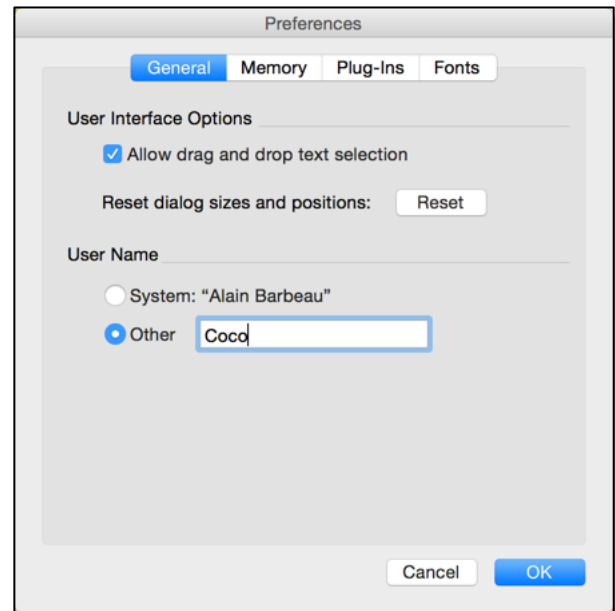 Preferences
General Memory Plug-Ins Fonts
User Interface Options
Allow drag and drop text selection
Reset dialog sizes and positions: Reset
User Name
System: “Alain Barbeau”
Other Coco
Cancel OK